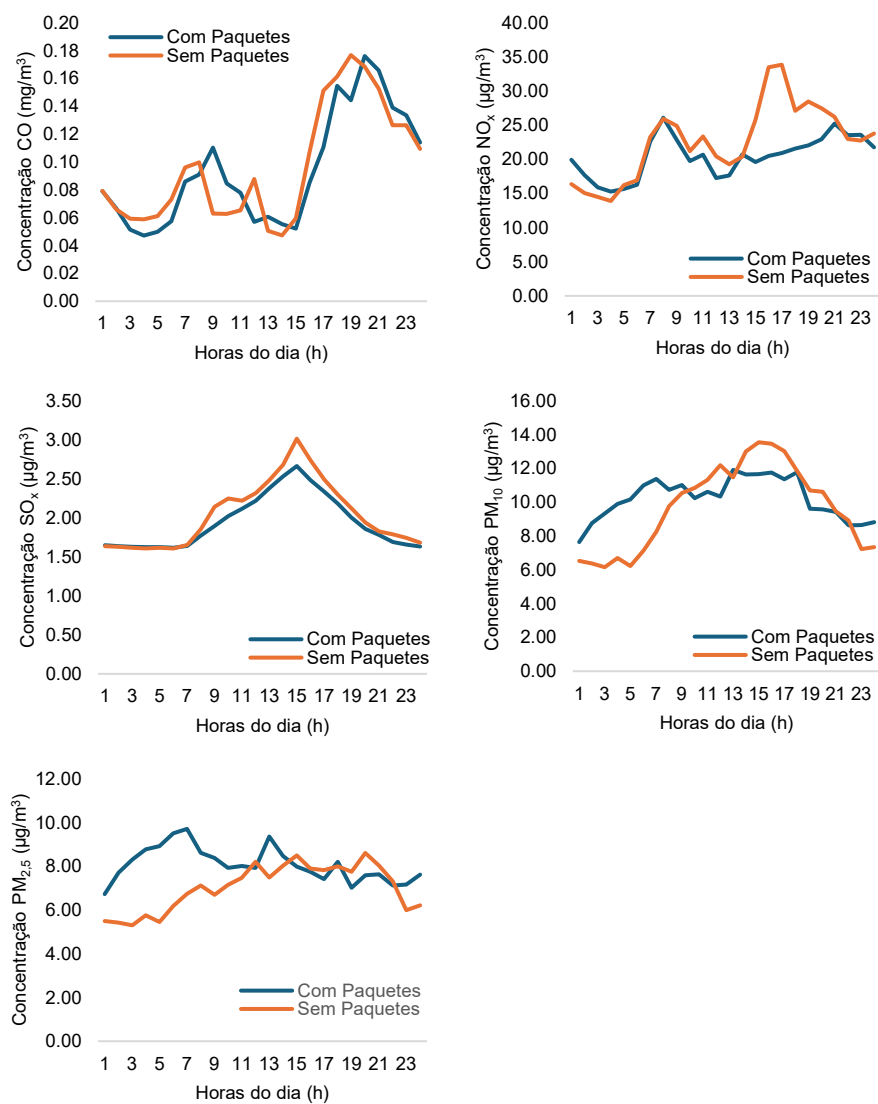 Concentração CO (mg/m³)
0.20
0.18
0.16
0.14
0.12
0.10
0.08
0.06
0.04
0.02
0.00
Com Paquetes
Sem Paquetes
1 3 5 7 9 11 13 15 17 19 21 23
Horas do dia (h)
Concentração NOₓ (µg/m³)
40.00
35.00
30.00
25.00
20.00
15.00
10.00
5.00
0.00
Com Paquetes
Sem Paquetes
1 3 5 7 9 11 13 15 17 19 21 23
Horas do dia (h)
Concentração SOₓ (µg/m³)
3.50
3.00
2.50
2.00
1.50
1.00
0.50
0.00
Com Paquetes
Sem Paquetes
1 3 5 7 9 11 13 15 17 19 21 23
Horas do dia (h)
Concentração PM₁₀ (µg/m³)
16.00
14.00
12.00
10.00
8.00
6.00
4.00
2.00
0.00
Com Paquetes
Sem Paquetes
1 3 5 7 9 11 13 15 17 19 21 23
Horas do dia (h)
Concentração PM₂,₅ (µg/m³)
12.00
10.00
8.00
6.00
4.00
2.00
0.00
Com Paquetes
Sem Paquetes
1 3 5 7 9 11 13 15 17 19 21 23
Horas do dia (h)